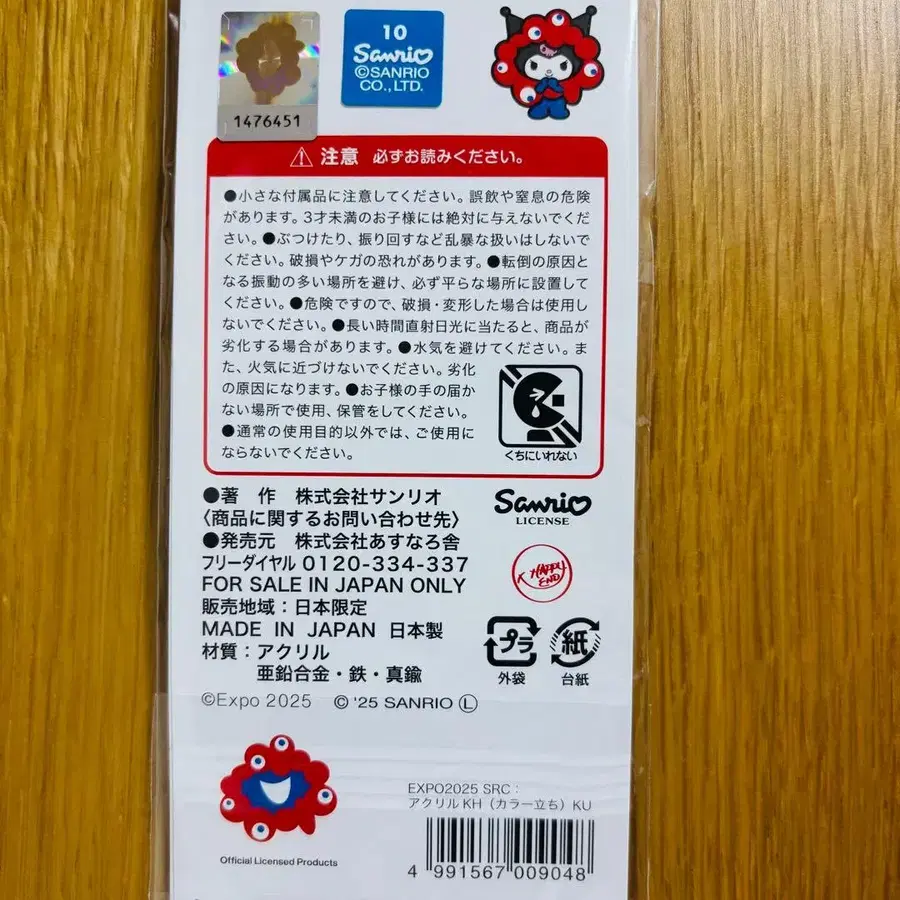 1476451
10
Sanrio
©SANRIO
CO., LTD.
⚠ 注意 必ずお読みください。
●小さな付属品に注意してください。誤飲や窒息の危険
があります。3才未満のお子様には絶対に与えないでくだ
さい。●ぶつけたり、振り回すなど乱暴な扱いはしないで
ください。破損やケガの恐れがあります。●転倒の原因と
なる振動の多い場所を避け、必ず平らな場所に設置して
ください。●危険ですので、破損・変形した場合は使用し
ないでください。●長い時間直射日光に当たると、商品が
劣化する場合があります。●水気を避けてください。ま
た、火気に近づけないでください。劣化
の原因になります。●お子様の手の届か
ない場所で使用、保管をしてください。
●通常の使用目的以外では、ご使用に
ならないでください。
くちにいれない
●著 作 株式会社サンリオ
〈商品に関するお問い合わせ先〉
●発売元 株式会社あすなろ舎
フリーダイヤル 0120-334-337
FOR SALE IN JAPAN ONLY
販売地域：日本限定
MADE IN JAPAN 日本製
材質：アクリル
亜鉛合金・鉄・真鍮
©Expo 2025 © '25 SANRIO Ⓛ
Sanrio
LICENSE
HAPPY
END
プラ
外袋
紙
台紙
Official Licensed Products
EXPO2025 SRC：
アクリルKH（カラー立ち）KU
4 991567 009048